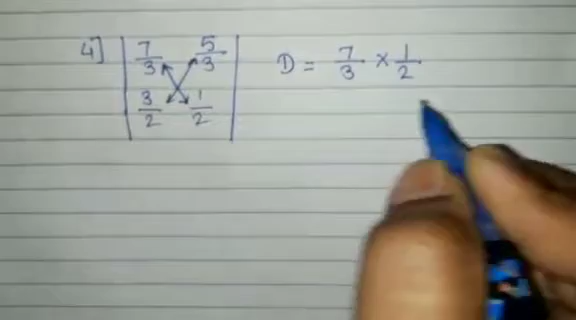 4] | 7/3 5/3 | D = 7/3 × 1/2
| 3/2 1/2 |